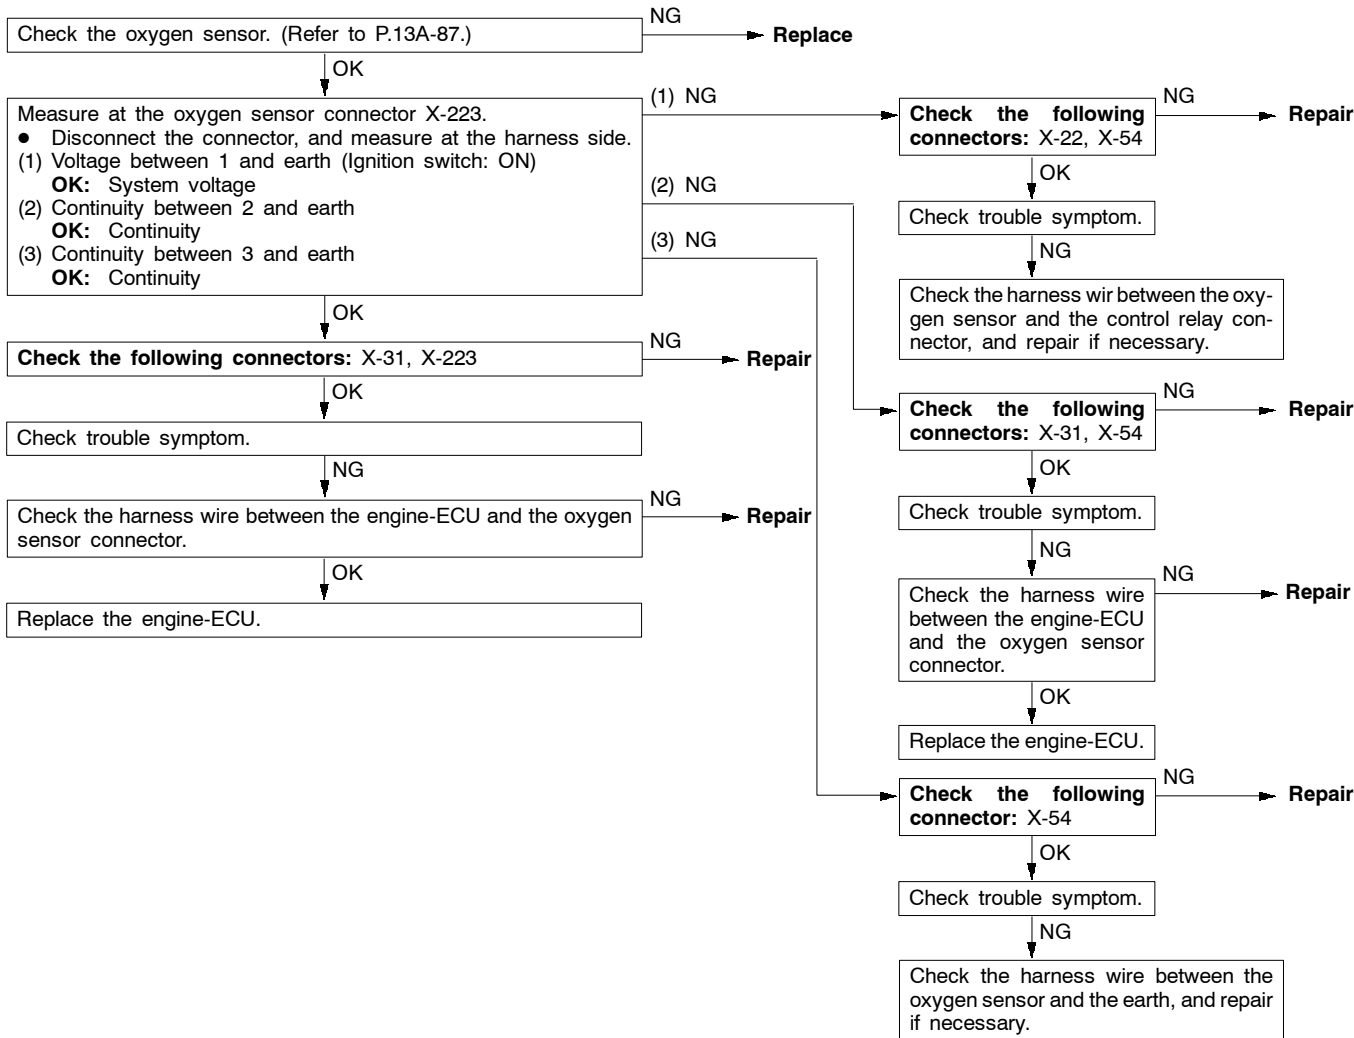 Check the oxygen sensor. (Refer to P.13A-87.)
NG
Replace
OK
Measure at the oxygen sensor connector X-223.
● Disconnect the connector, and measure at the harness side.
(1) Voltage between 1 and earth (Ignition switch: ON)
OK: System voltage
(2) Continuity between 2 and earth
OK: Continuity
(3) Continuity between 3 and earth
OK: Continuity
OK
Check the following connectors: X-31, X-223
NG
Repair
OK
Check trouble symptom.
NG
Check the harness wire between the engine-ECU and the oxygen
sensor connector.
NG
Repair
OK
Replace the engine-ECU.
(1) NG
Check the following
connectors: X-22, X-54
NG
Repair
OK
Check trouble symptom.
NG
Check the harness wir between the oxy-
gen sensor and the control relay con-
nector, and repair if necessary.
(2) NG
Check the following
connectors: X-31, X-54
NG
Repair
OK
Check trouble symptom.
NG
Check the harness wire
between the engine-ECU
and the oxygen sensor
connector.
NG
Repair
OK
Replace the engine-ECU.
(3) NG
Check the following
connector: X-54
NG
Repair
OK
Check trouble symptom.
NG
Check the harness wire between the
oxygen sensor and the earth, and repair
if necessary.